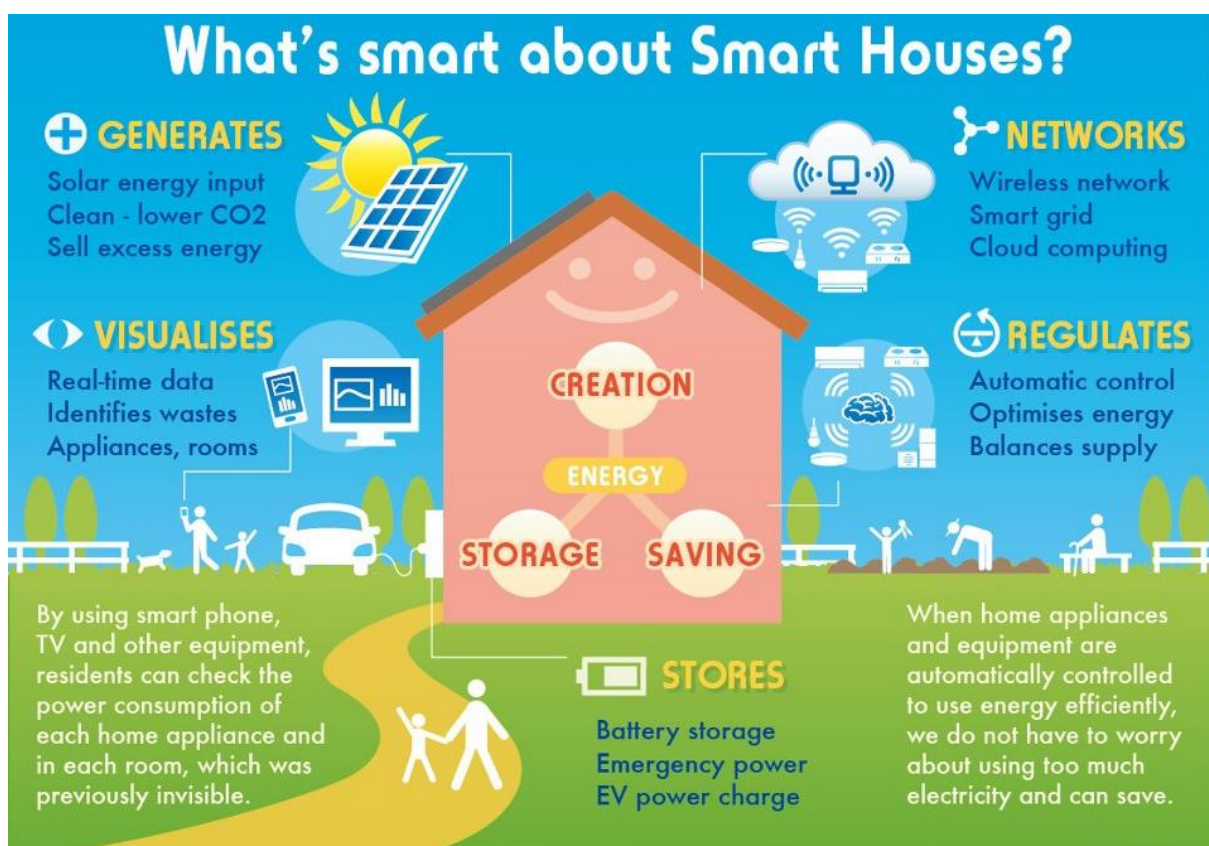 What's smart about Smart Houses?
GENERATES
Solar energy input
Clean - lower CO2
Sell excess energy
NETWORKS
Wireless network
Smart grid
Cloud computing
VISUALISES
Real-time data
Identifies wastes
Appliances, rooms
REGULATES
Automatic control
Optimises energy
Balances supply
CREATION
ENERGY
STORAGE
SAVING
By using smart phone,
TV and other equipment,
residents can check the
power consumption of
each home appliance and
in each room, which was
previously invisible.
STORES
Battery storage
Emergency power
EV power charge
When home appliances
and equipment are
automatically controlled
to use energy efficiently,
we do not have to worry
about using too much
electricity and can save.